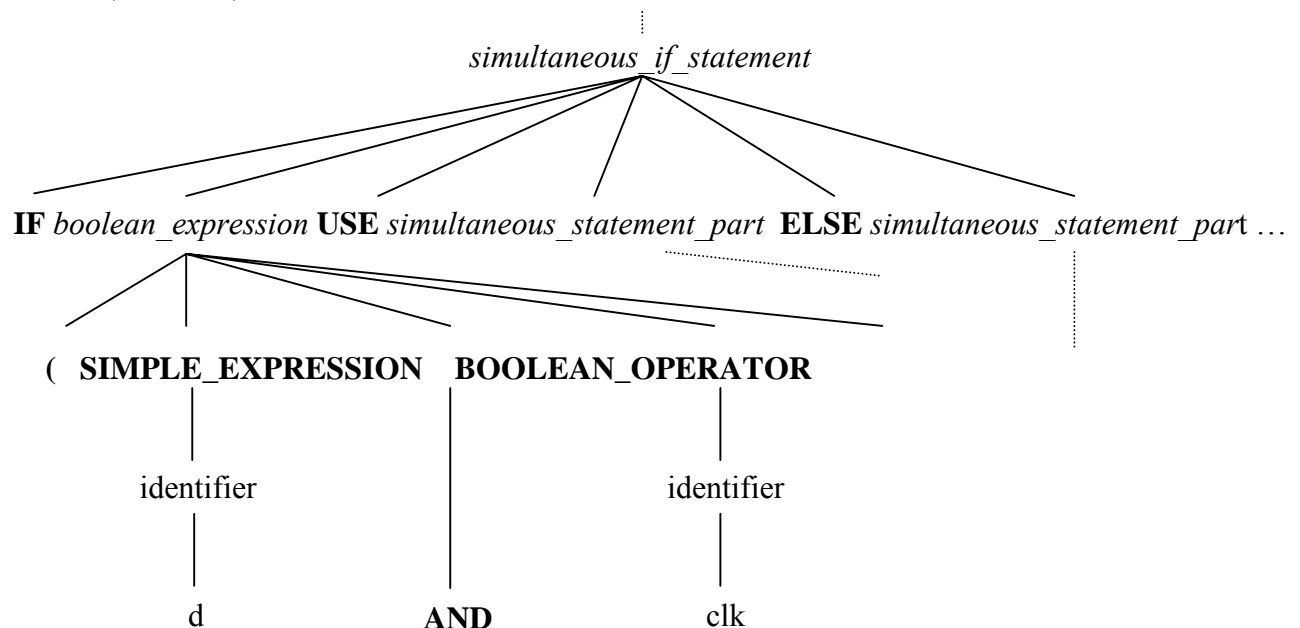 simultaneous_if_statement
IF boolean_expression USE simultaneous_statement_part ELSE simultaneous_statement_part …
( SIMPLE_EXPRESSION BOOLEAN_OPERATOR
identifier identifier
d AND clk